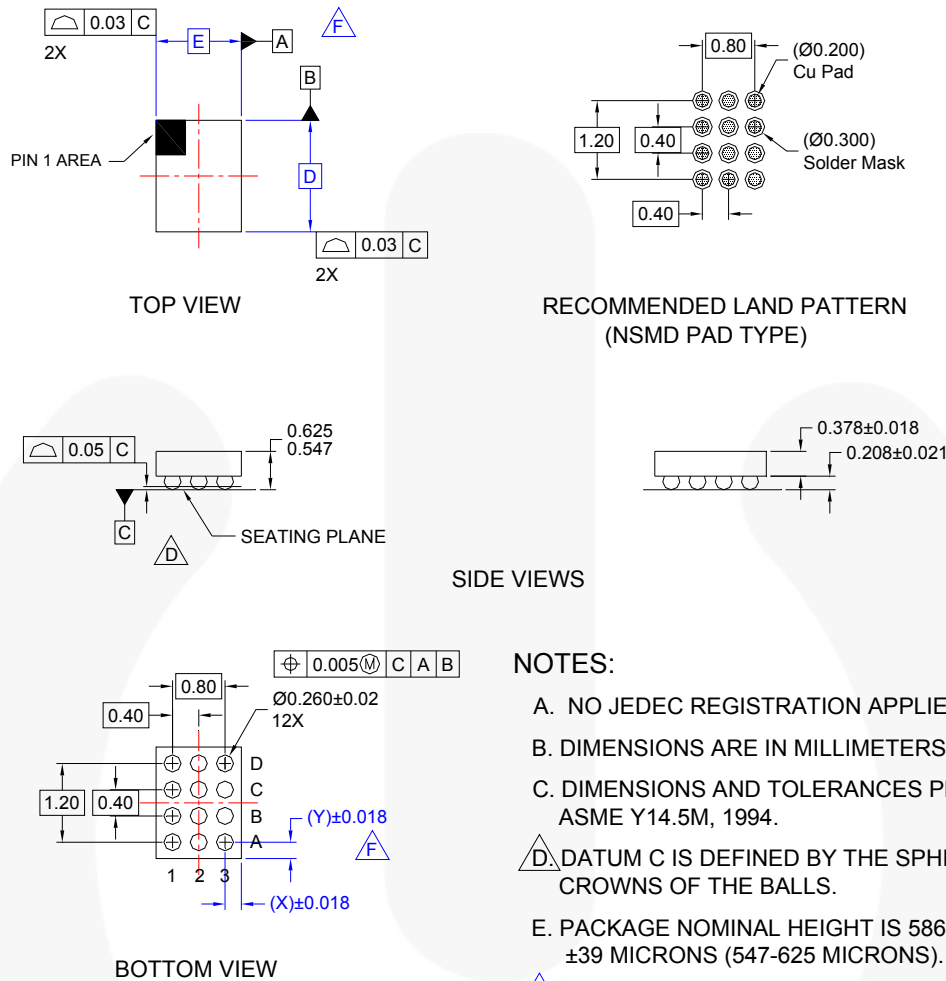 0.03 C
2X
E
A
F
B
PIN 1 AREA
D
0.03 C
2X
TOP VIEW
0.80
(Ø0.200)
Cu Pad
1.20
0.40
(Ø0.300)
Solder Mask
0.40
RECOMMENDED LAND PATTERN
(NSMD PAD TYPE)
0.05 C
0.625
0.547
C
D
SEATING PLANE
0.378±0.018
0.208±0.021
SIDE VIEWS
0.005Ⓜ C A B
0.80
Ø0.260±0.02
12X
0.40
D
C
B
A
1.20
0.40
(Y)±0.018
F
1 2 3
(X)±0.018
BOTTOM VIEW
NOTES:
A. NO JEDEC REGISTRATION APPLIE
B. DIMENSIONS ARE IN MILLIMETERS
C. DIMENSIONS AND TOLERANCES P
ASME Y14.5M, 1994.
D. DATUM C IS DEFINED BY THE SPH
CROWNS OF THE BALLS.
E. PACKAGE NOMINAL HEIGHT IS 586
±39 MICRONS (547-625 MICRONS).